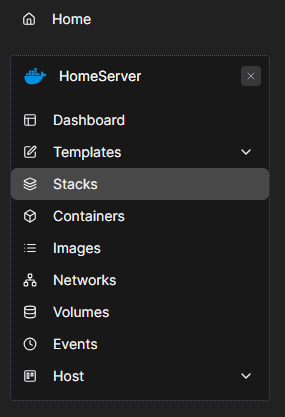 Home
HomeServer
Dashboard
Templates
Stacks
Containers
Images
Networks
Volumes
Events
Host